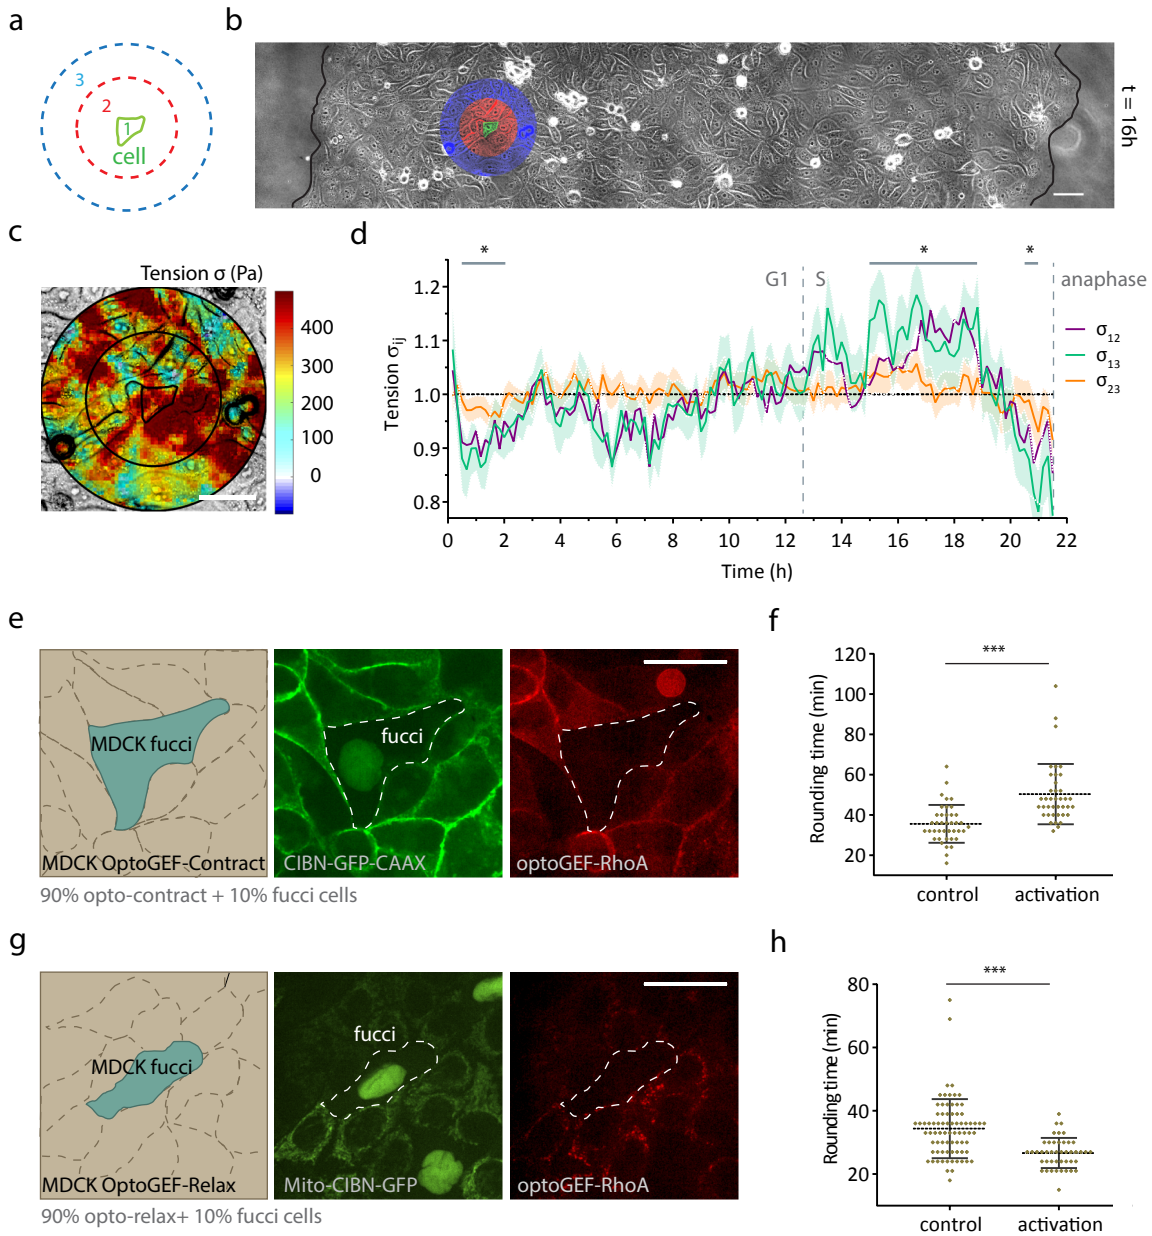 a
3
2
1
cell
b
t = 16h
c
Tension σ (Pa)
400
300
200
100
0
d
* * *
G1 S anaphase
Tension σij
1.2
1.1
1.0
0.9
0.8
0 2 4 6 8 10 12 14 16 18 20 22
Time (h)
σ12
σ13
σ23
e
MDCK fucci
MDCK OptoGEF-Contract
fucci
CIBN-GFP-CAAX
optoGEF-RhoA
90% opto-contract + 10% fucci cells
f
***
Rounding time (min)
120
100
80
60
40
20
control activation
g
MDCK fucci
MDCK OptoGEF-Relax
fucci
Mito-CIBN-GFP
optoGEF-RhoA
90% opto-relax+ 10% fucci cells
h
***
Rounding time (min)
80
60
40
20
control activation